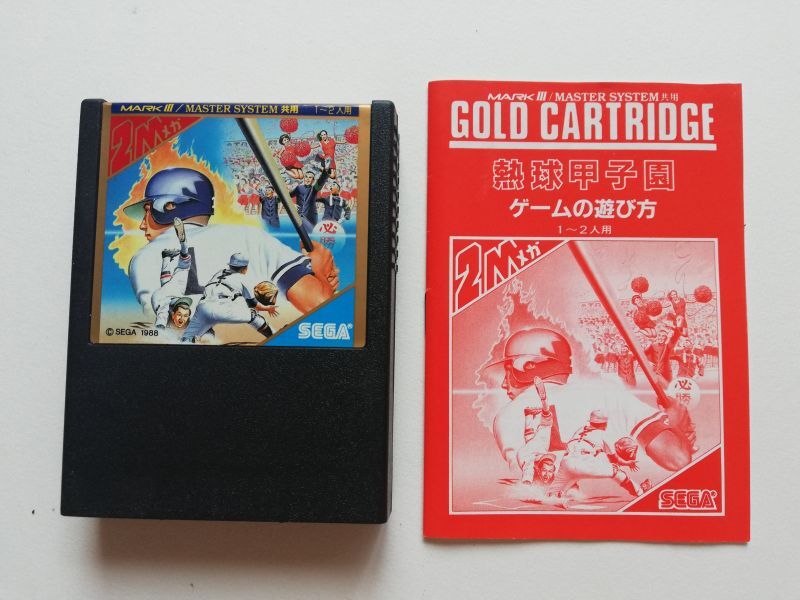 MARK III / MASTER SYSTEM 共用 1～2人用
2Mメガ
必勝
© SEGA 1988
SEGA
MARK III / MASTER SYSTEM 共用
GOLD CARTRIDGE
熱球甲子園
ゲームの遊び方
1～2人用
2Mメガ
必勝
SEGA